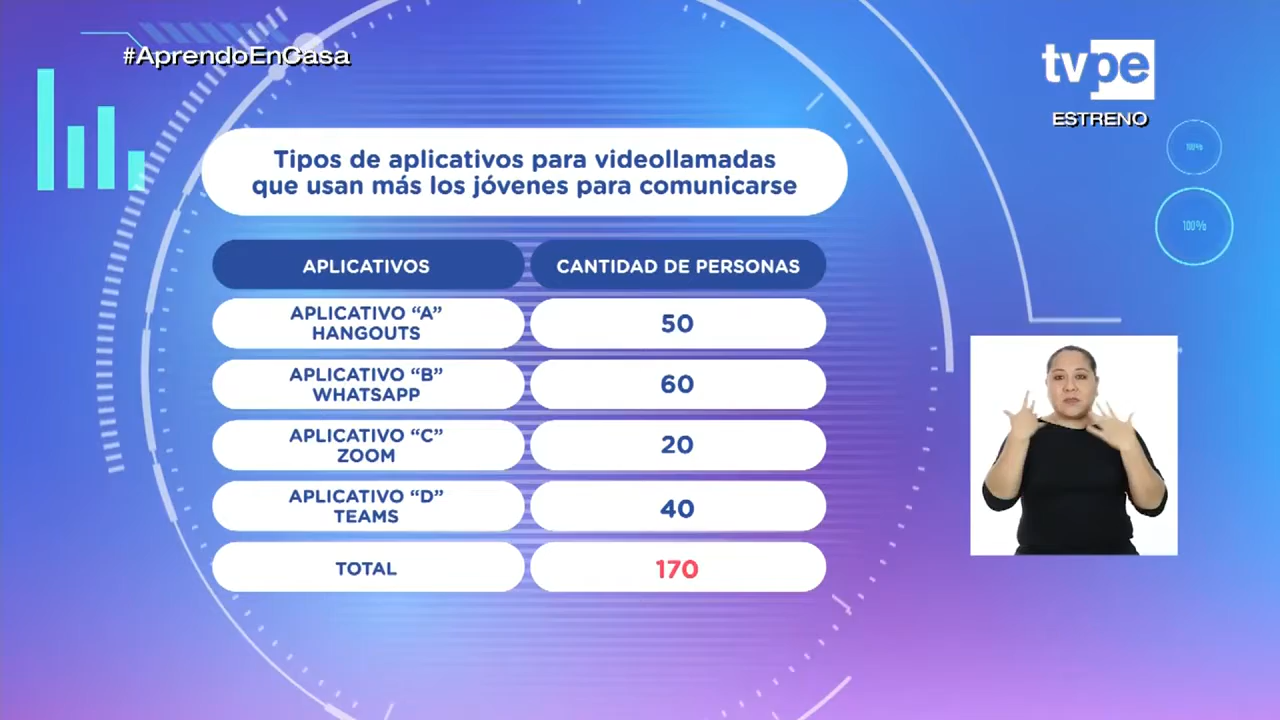 #AprendoEnCasa
tvpe
ESTRENO
100%
100%
Tipos de aplicativos para videollamadas
que usan más los jóvenes para comunicarse
APLICATIVOS
CANTIDAD DE PERSONAS
APLICATIVO “A”
HANGOUTS
50
APLICATIVO “B”
WHATSAPP
60
APLICATIVO “C”
ZOOM
20
APLICATIVO “D”
TEAMS
40
TOTAL
170